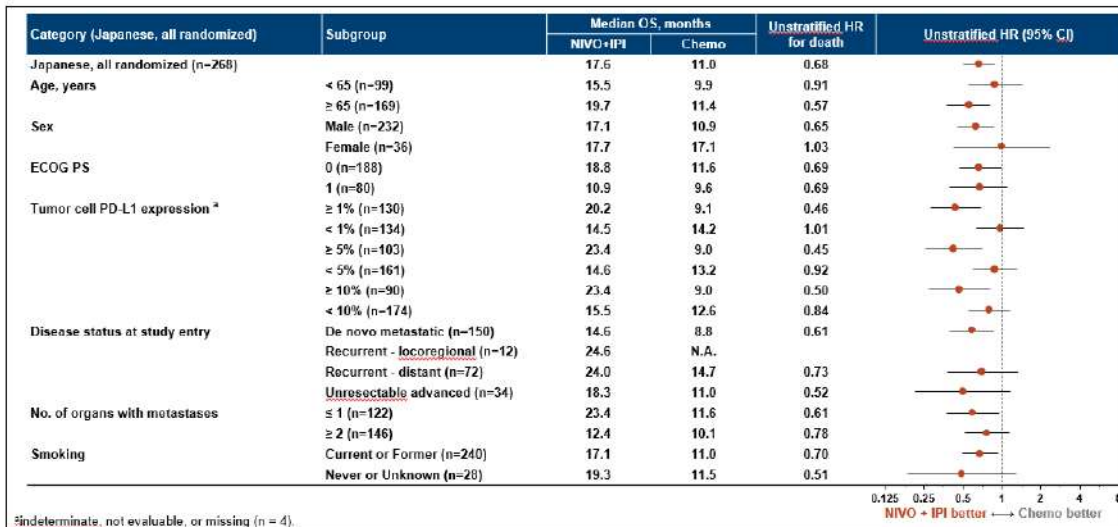 Category (Japanese, all randomized) Subgroup Median OS, months Unstratified HR for death Unstratified HR (95% CI)
NIVO+IPI Chemo
Japanese, all randomized (n=268) 17.6 11.0 0.68
Age, years < 65 (n=99) 15.5 9.9 0.91
≥ 65 (n=169) 19.7 11.4 0.57
Sex Male (n=232) 17.1 10.9 0.65
Female (n=36) 17.7 17.1 1.03
ECOG PS 0 (n=188) 18.8 11.6 0.69
1 (n=80) 10.9 9.6 0.69
Tumor cell PD-L1 expression a ≥ 1% (n=130) 20.2 9.1 0.46
< 1% (n=134) 14.5 14.2 1.01
≥ 5% (n=103) 23.4 9.0 0.45
< 5% (n=161) 14.6 13.2 0.92
≥ 10% (n=90) 23.4 9.0 0.50
< 10% (n=174) 15.5 12.6 0.84
Disease status at study entry De novo metastatic (n=150) 14.6 8.8 0.61
Recurrent - locoregional (n=12) 24.6 N.A.
Recurrent - distant (n=72) 24.0 14.7 0.73
Unresectable advanced (n=34) 18.3 11.0 0.52
No. of organs with metastases ≤ 1 (n=122) 23.4 11.6 0.61
≥ 2 (n=146) 12.4 10.1 0.78
Smoking Current or Former (n=240) 17.1 11.0 0.70
Never or Unknown (n=28) 19.3 11.5 0.51
0.125 0.25 0.5 1 2 4 8
NIVO + IPI better ←→ Chemo better
aindeterminate, not evaluable, or missing (n = 4).